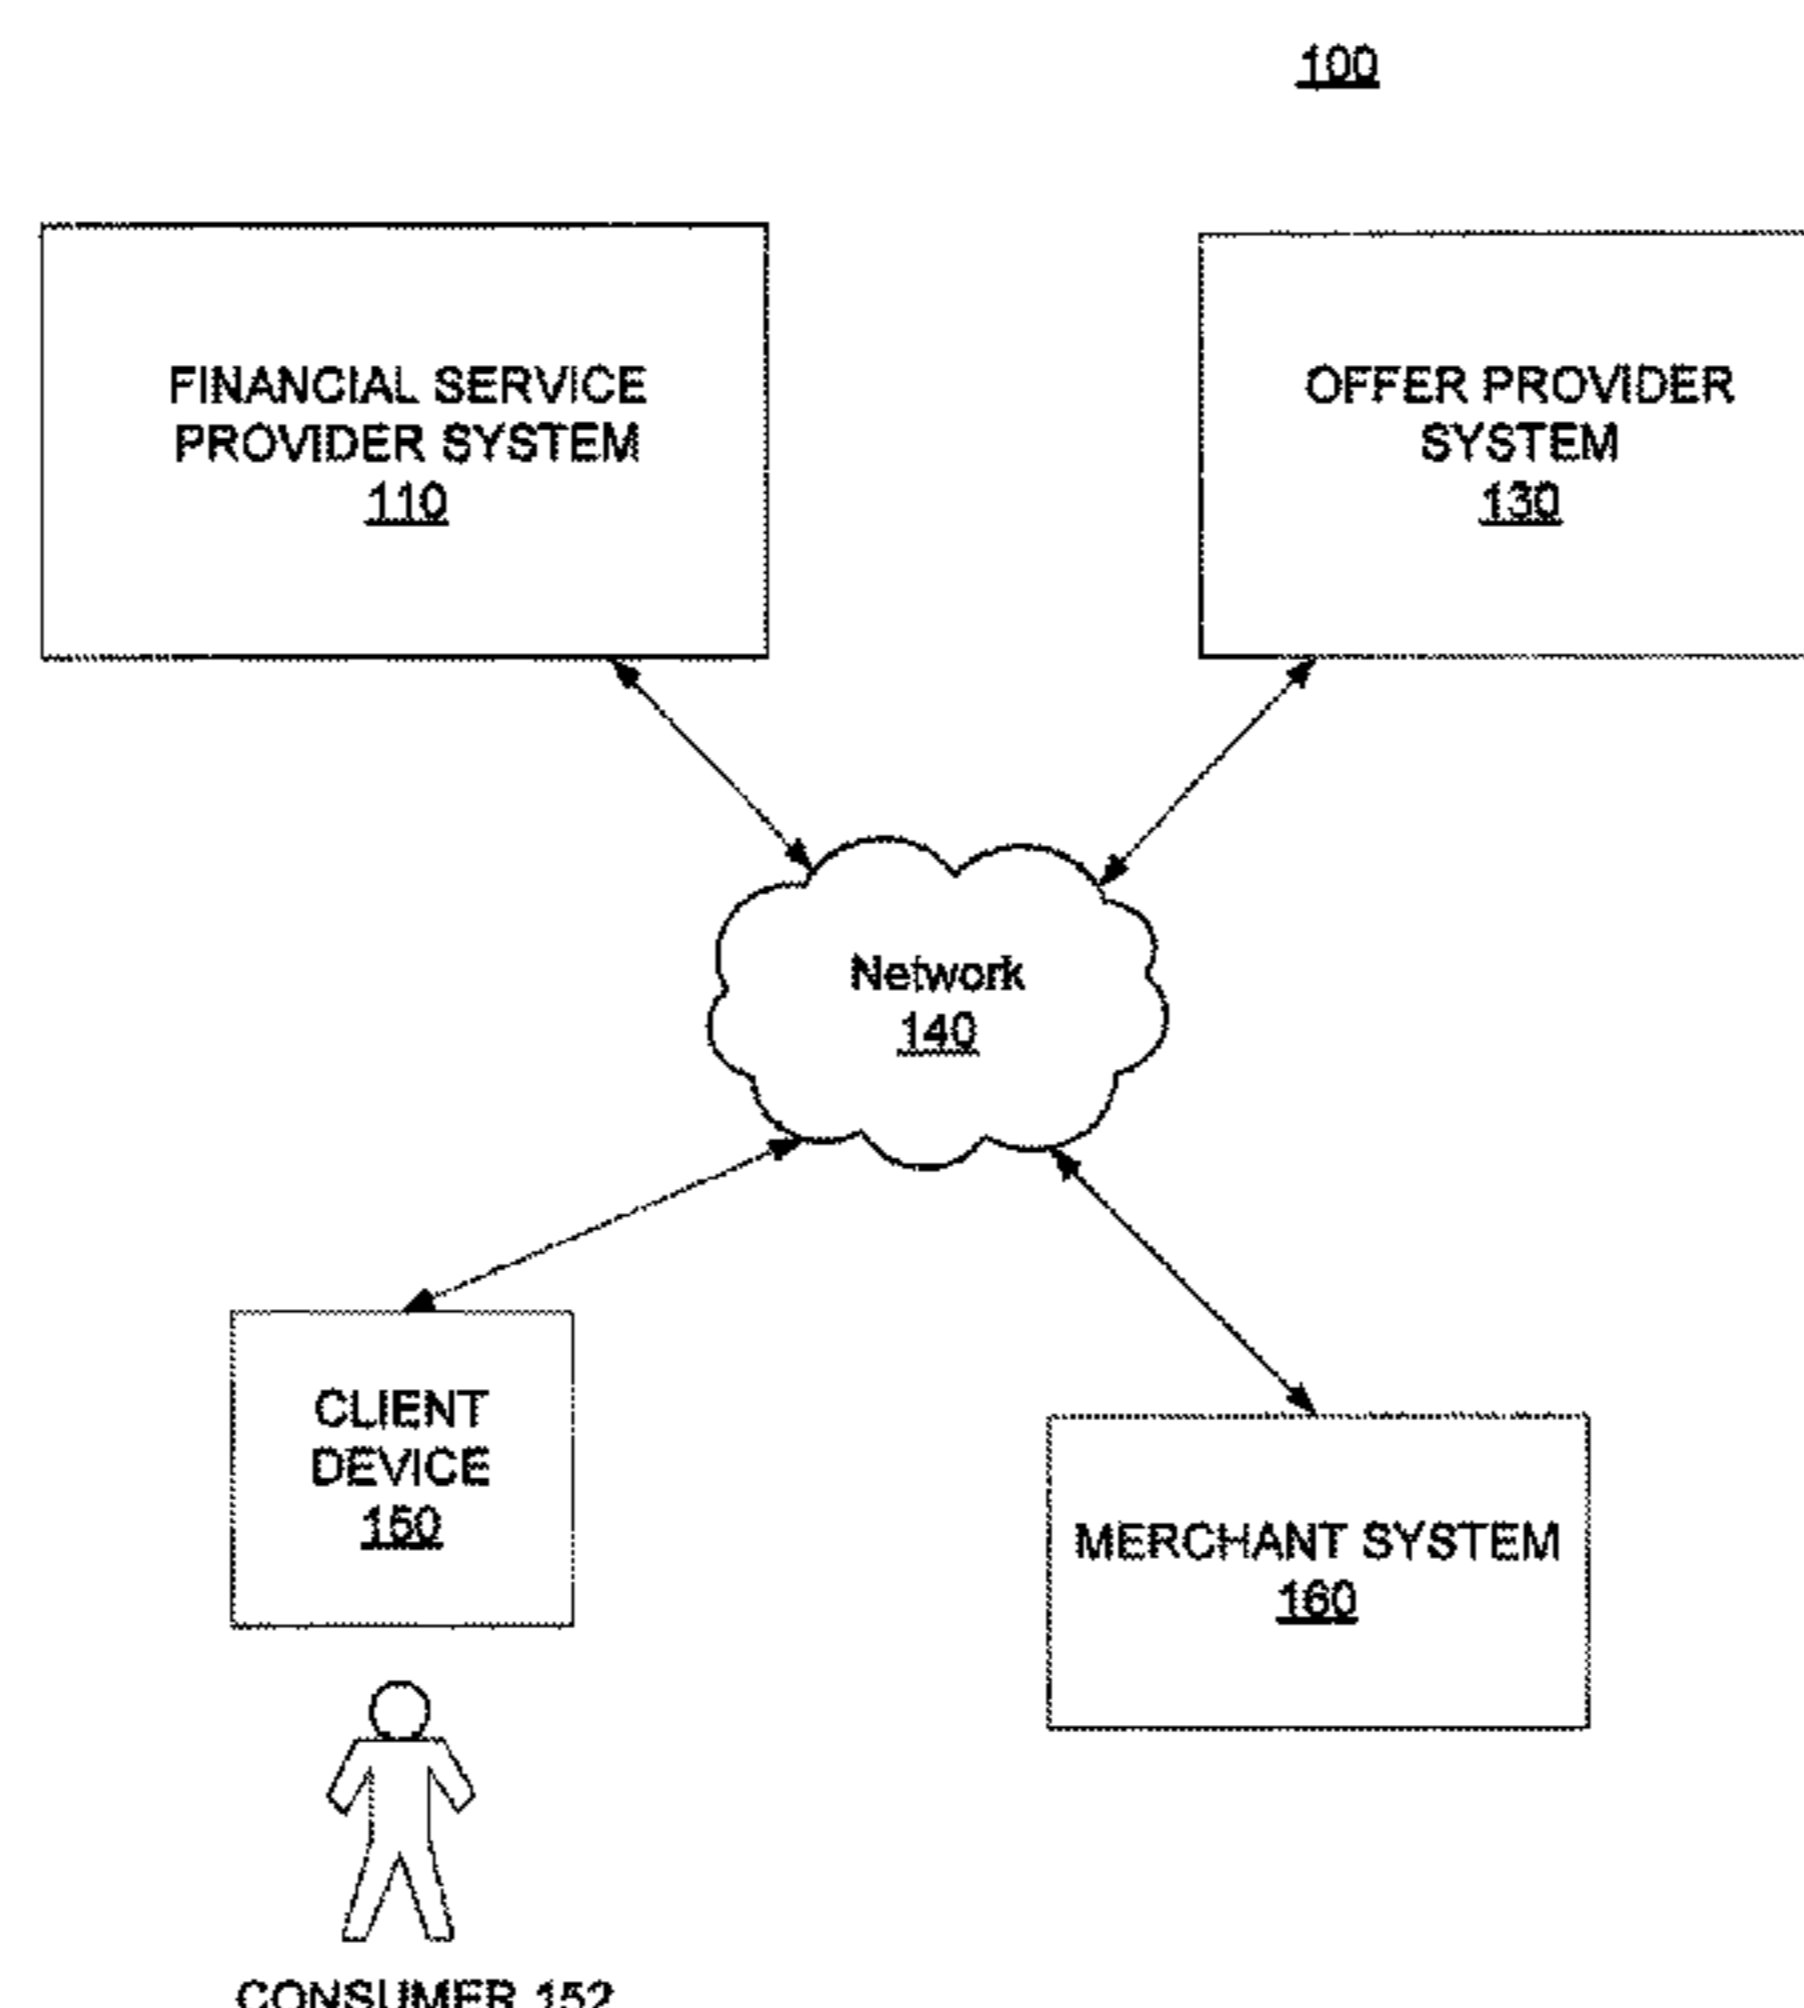 100
FINANCIAL SERVICE
PROVIDER SYSTEM
110
OFFER PROVIDER
SYSTEM
130
Network
140
CLIENT
DEVICE
150
MERCHANT SYSTEM
160
CONSUMER 152